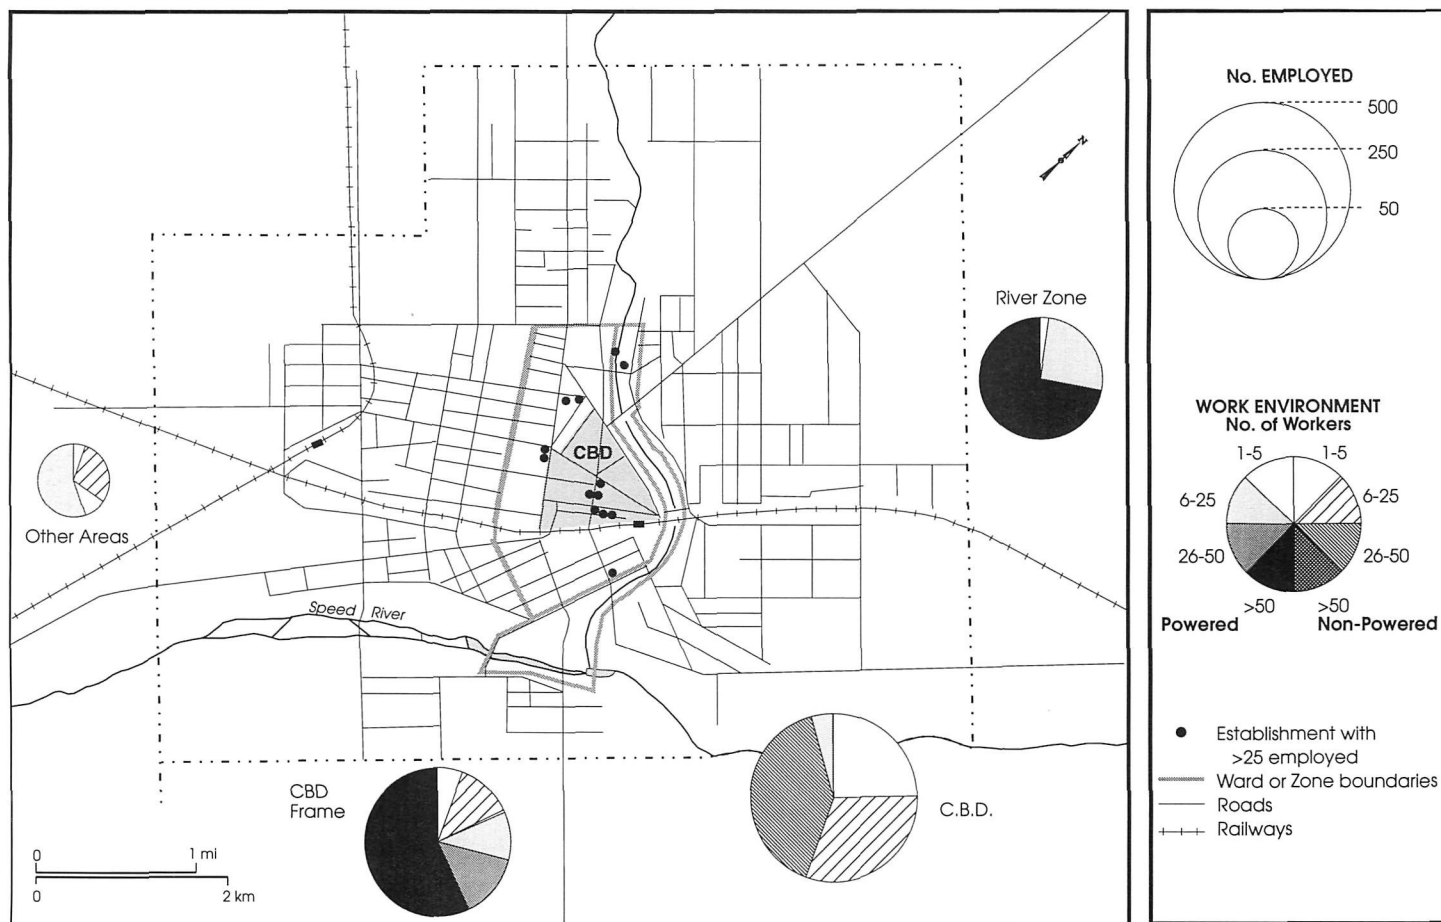 N
River Zone
CBD
Other Areas
Speed River
CBD
Frame
C.B.D.
0 1 mi
0 2 km
No. EMPLOYED
500
250
50
WORK ENVIRONMENT
No. of Workers
1-5 1-5
6-25 6-25
26-50 26-50
>50 >50
Powered Non-Powered
Establishment with
>25 employed
Ward or Zone boundaries
Roads
Railways